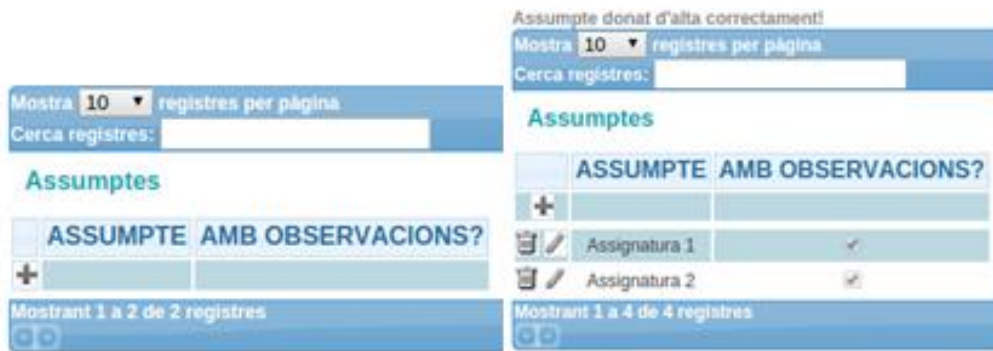 Mostra 10 registres per pàgina
Cerca registres:
Assumptes
ASSUMPTE AMB OBSERVACIONS?
Mostrant 1 a 2 de 2 registres
Assumpte donat d'alta correctament!
Mostra 10 registres per pàgina
Cerca registres:
Assumptes
ASSUMPTE AMB OBSERVACIONS?
Assignatura 1
Assignatura 2
Mostrant 1 a 4 de 4 registres